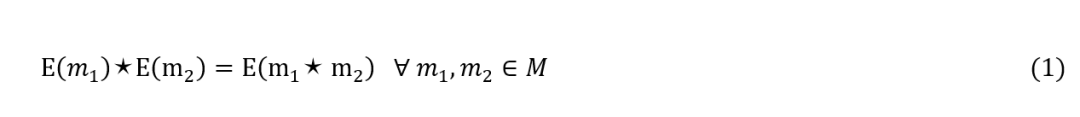 E(m₁)★E(m₂) = E(m₁★ m₂) ∀ m₁, m₂ ∈ M (1)